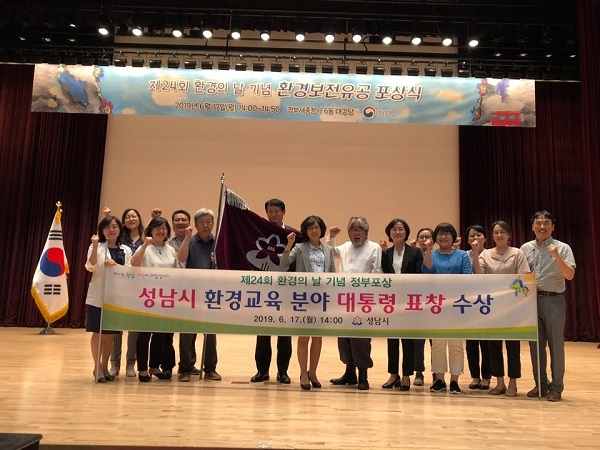 제24회 환경의 날 기념 환경보전유공 포상식
2019년 6월 17일(월) 14:00~14:50 정부세종청사 6동 대강당
제24회 환경의 날 기념 정부포상
성남시 환경교육 분야 대통령 표창 수상
2019. 6. 17.(월) 14:00 성남시